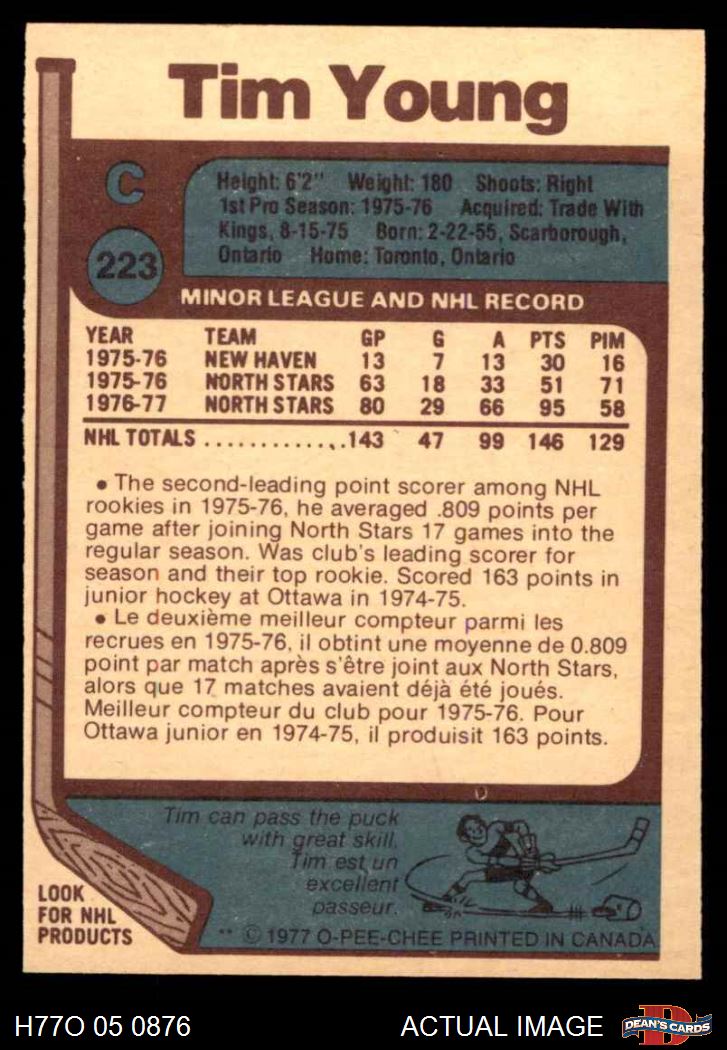 Tim Young
C
Height: 6'2" Weight: 180 Shoots: Right
1st Pro Season: 1975-76 Acquired: Trade With
Kings, 8-15-75 Born: 2-22-55, Scarborough,
Ontario Home: Toronto, Ontario
223
MINOR LEAGUE AND NHL RECORD
YEAR TEAM GP G A PTS PIM
1975-76 NEW HAVEN 13 7 13 30 16
1975-76 NORTH STARS 63 18 33 51 71
1976-77 NORTH STARS 80 29 66 95 58
NHL TOTALS ..............143 47 99 146 129
• The second-leading point scorer among NHL
rookies in 1975-76, he averaged .809 points per
game after joining North Stars 17 games into the
regular season. Was club's leading scorer for
season and their top rookie. Scored 163 points in
junior hockey at Ottawa in 1974-75.
• Le deuxième meilleur compteur parmi les
recrues en 1975-76, il obtint une moyenne de 0.809
point par match après s'être joint aux North Stars,
alors que 17 matches avaient déjà été joués.
Meilleur compteur du club pour 1975-76. Pour
Ottawa junior en 1974-75, il produisit 163 points.
Tim can pass the puck
with great skill.
Tim est un
excellent
passeur.
LOOK
FOR NHL
PRODUCTS
** © 1977 O-PEE-CHEE PRINTED IN CANADA
H77O 05 0876 ACTUAL IMAGE
D
DEAN'S CARDS